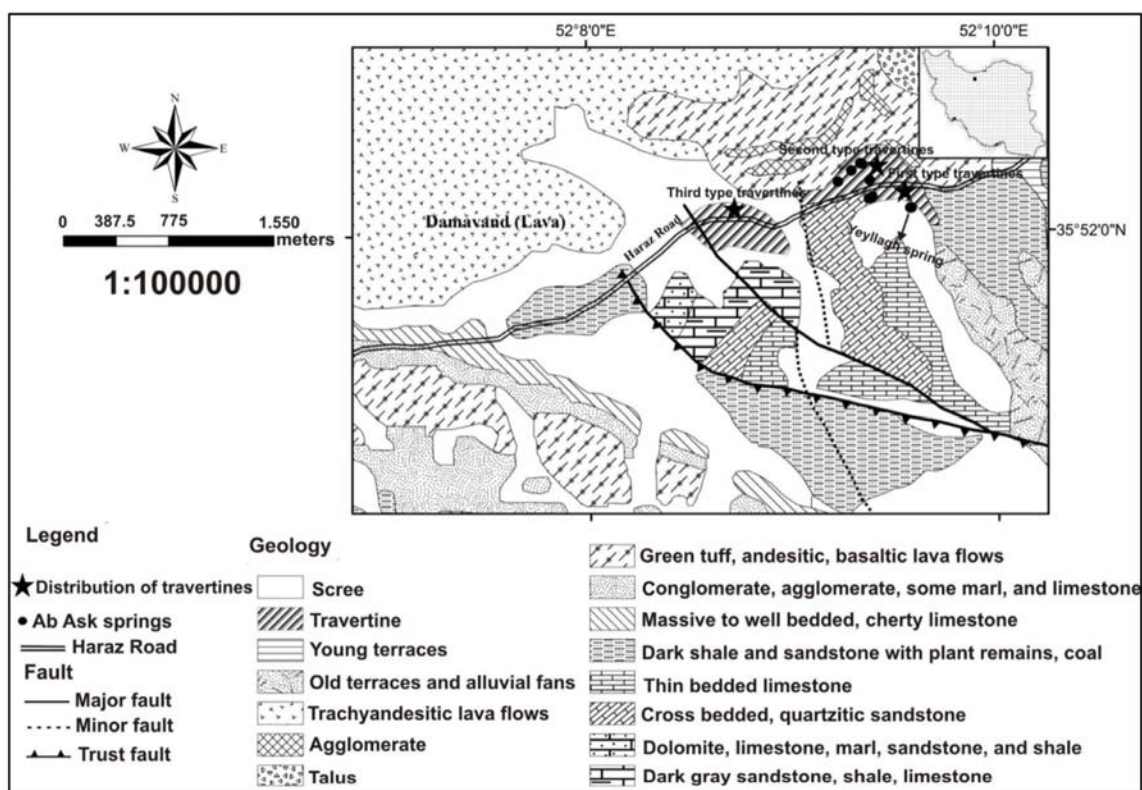 52°8'0"E
52°10'0"E
N
W
E
S
0 387.5 775 1.550
meters
1:100000
Second type travertines
First type travertines
Third type travertines
Damavand (Lava)
Haraz Road
35°52'0"N
Yeyllagh spring
Legend
Distribution of travertines
Ab Ask springs
Haraz Road
Fault
Major fault
Minor fault
Trust fault
Geology
Scree
Travertine
Young terraces
Old terraces and alluvial fans
Trachyandesitic lava flows
Agglomerate
Talus
Green tuff, andesitic, basaltic lava flows
Conglomerate, agglomerate, some marl, and limestone
Massive to well bedded, cherty limestone
Dark shale and sandstone with plant remains, coal
Thin bedded limestone
Cross bedded, quartzitic sandstone
Dolomite, limestone, marl, sandstone, and shale
Dark gray sandstone, shale, limestone